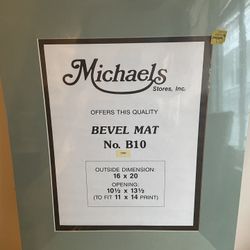 Michaels
Stores, Inc.
OFFERS THIS QUALITY
BEVEL MAT
No. B10
OUTSIDE DIMENSION:
16 x 20
OPENING:
10½ x 13½
(TO FIT 11 x 14 PRINT)